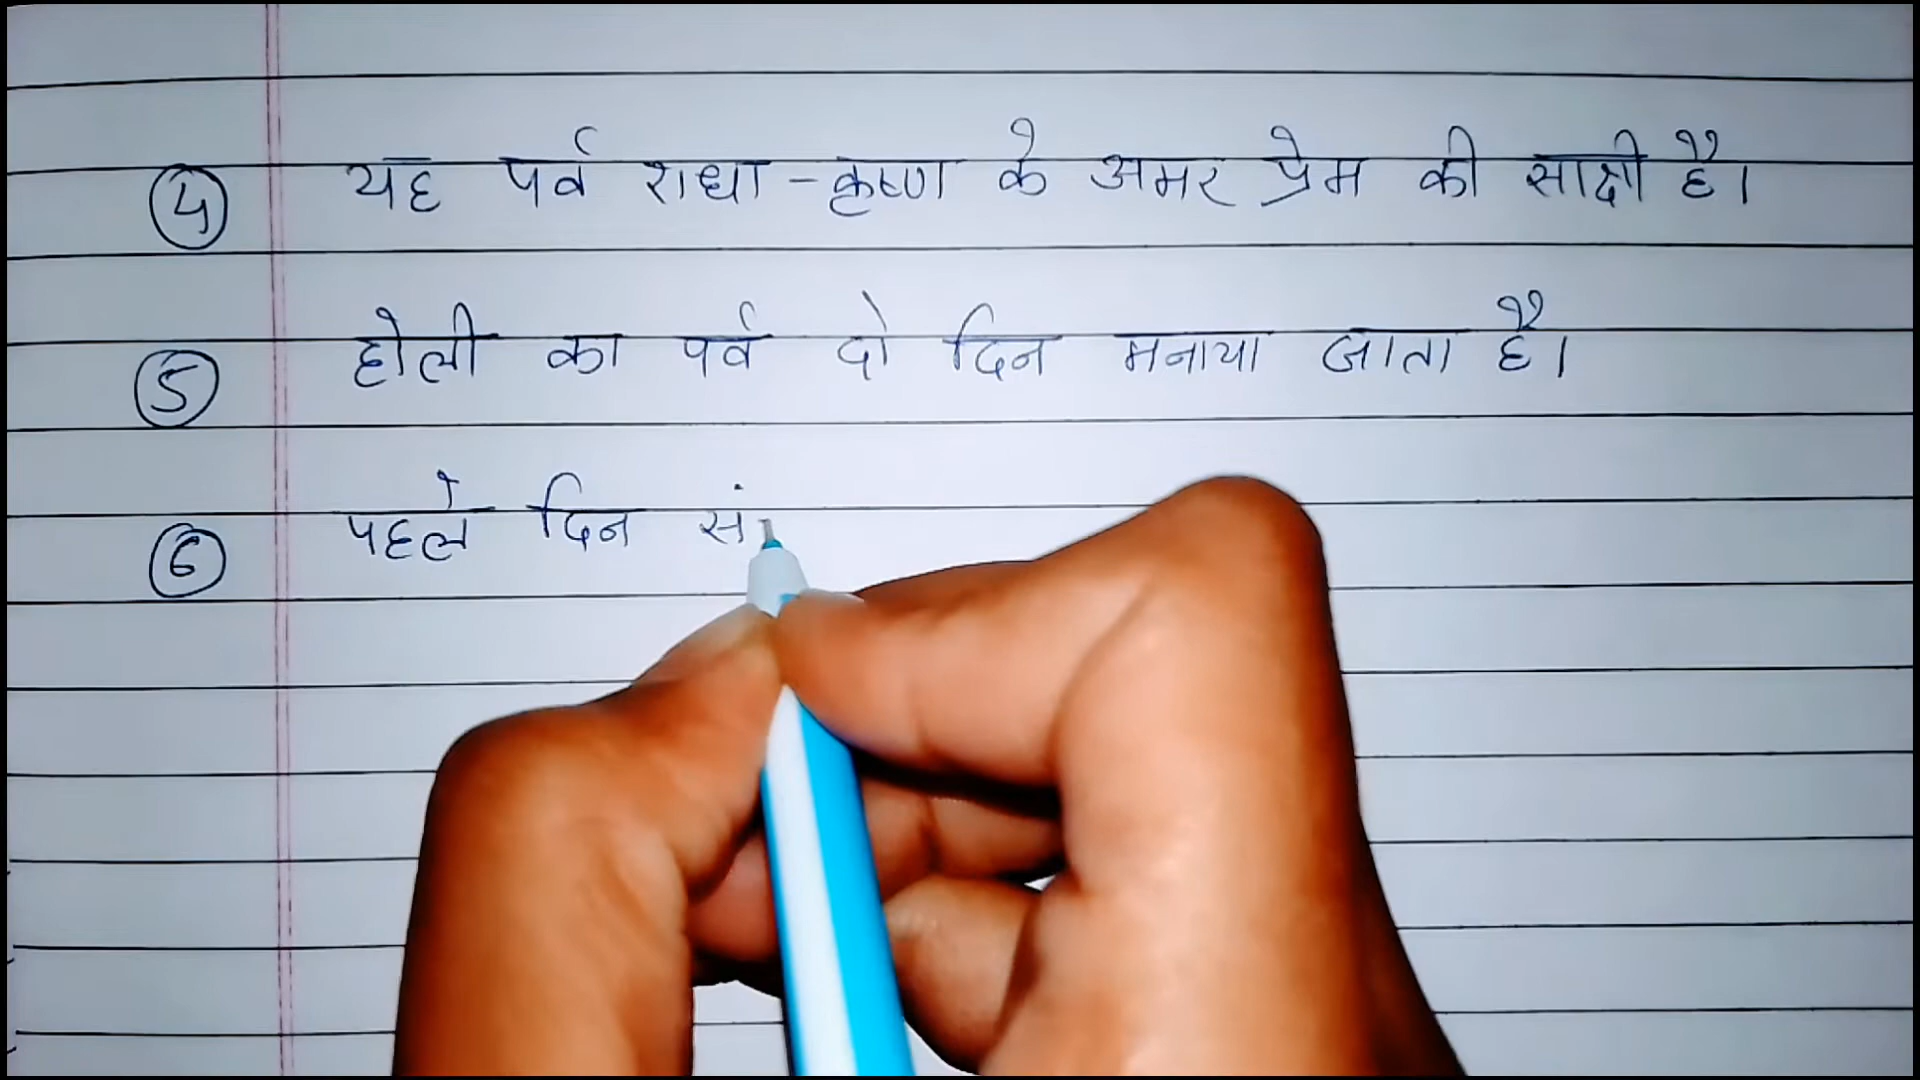 ④ यह पर्व राधा-कृष्ण के अमर प्रेम की साक्षी है।
⑤ होली का पर्व दो दिन मनाया जाता है।
⑥ पहले दिन सं